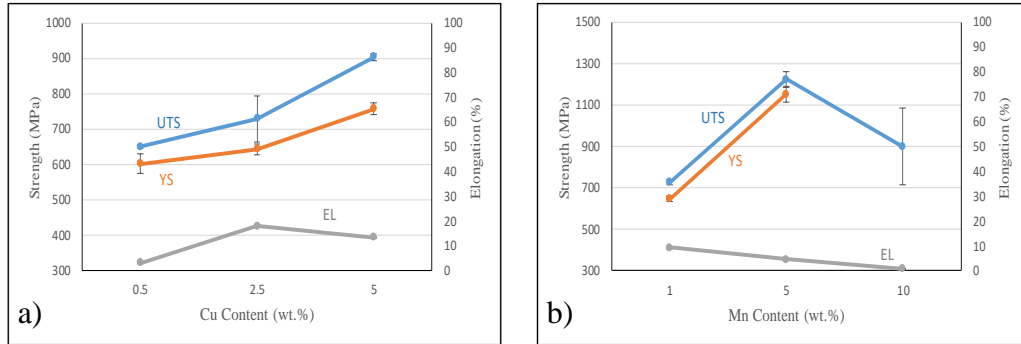 1000
900
800
700
600
500
400
300
Strength (MPa)
100
90
80
70
60
50
40
30
20
10
0
Elongation (%)
UTS
YS
EL
0.5 2.5 5
Cu Content (wt.%)
a)
1500
1300
1100
900
700
500
300
Strength (MPa)
100
90
80
70
60
50
40
30
20
10
0
Elongation (%)
UTS
YS
EL
1 5 10
Mn Content (wt.%)
b)